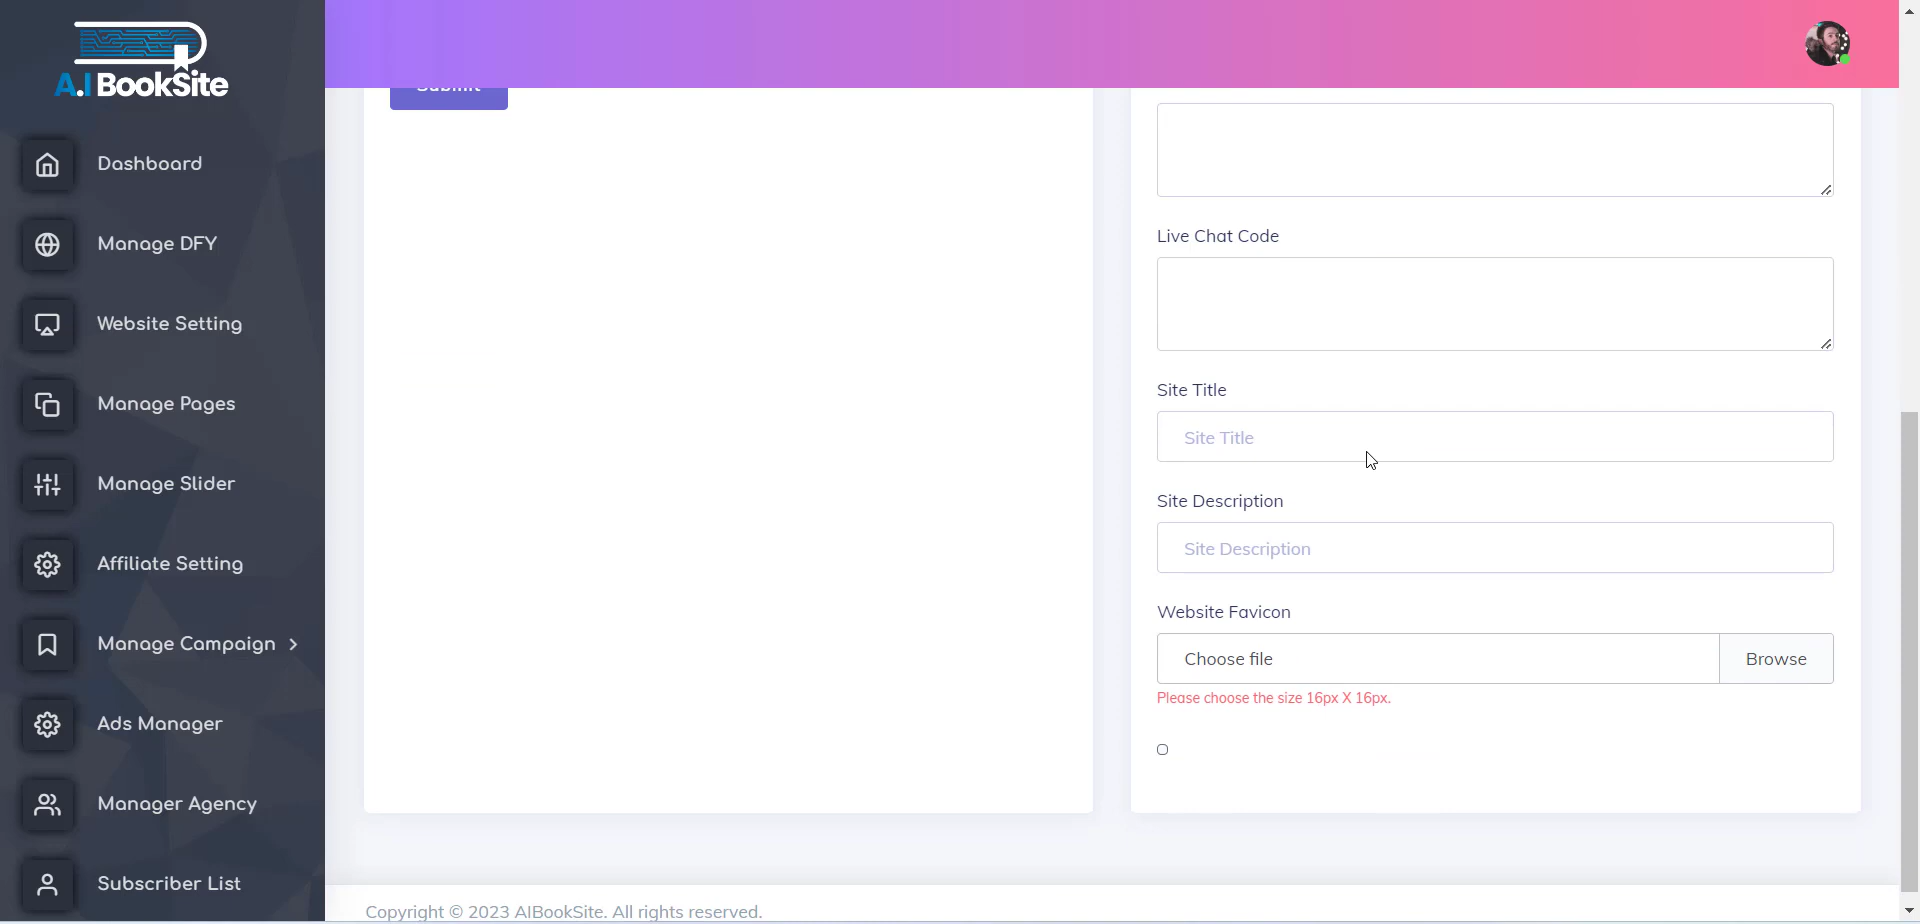 A.I BookSite
Dashboard
Manage DFY
Website Setting
Manage Pages
Manage Slider
Affiliate Setting
Manage Campaign
Ads Manager
Manager Agency
Subscriber List
Submit
Live Chat Code
Site Title
Site Title
Site Description
Site Description
Website Favicon
Choose file
Browse
Please choose the size 16px X 16px.
Copyright © 2023 AIBookSite. All rights reserved.